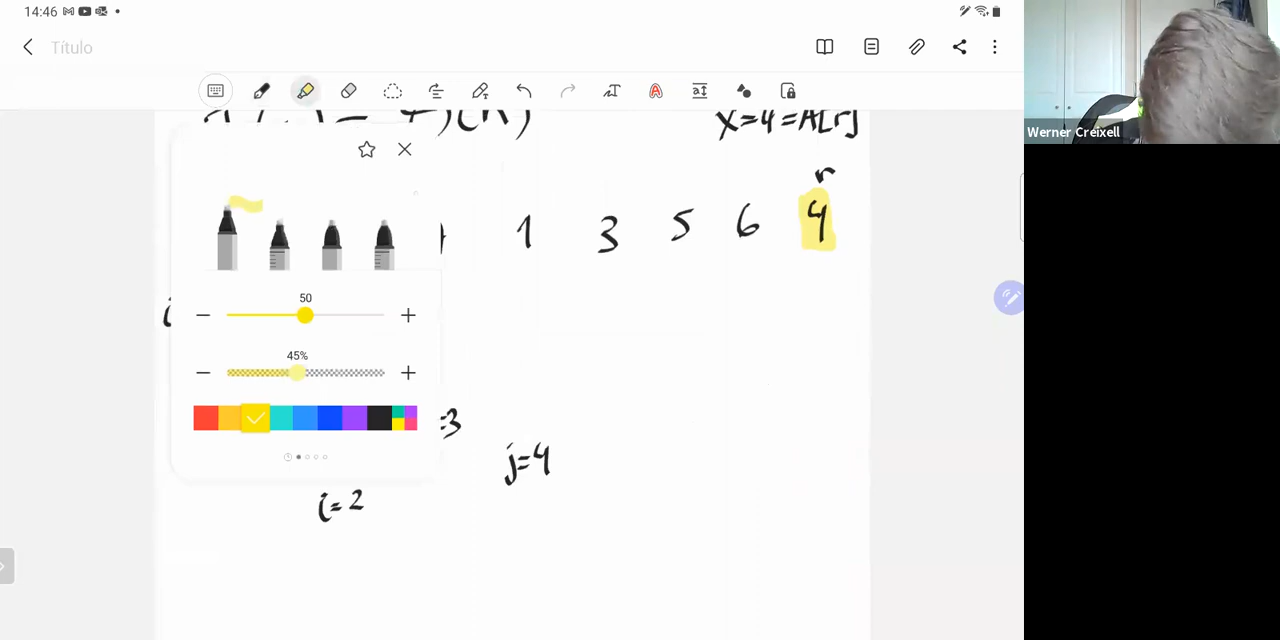 14:46
Título
X=4=A[r]
r
1 3 5 6 4
50
45%
=3
j=4
i=2
Werner Creixell